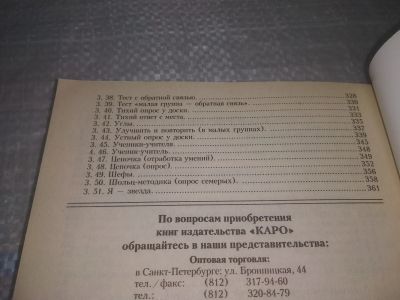 3. 38. Тест с обратной связью. 328
3. 39. Тест «малая группа — обратная связь». 330
3. 40. Тихий опрос у доски. 331
3. 41. Тихий ответ с места. 333
3. 42. Углы. 335
3. 43. Улучшить и повторить (в малых группах). 337
3. 44. Устный опрос у доски. 339
3. 45. Ученики-учителя. 345
4. 46. Ученик-учитель. 348
3. 47. Цепочка (отработка умений). 349
3. 48. Цепочка (опрос). 352
3. 49. Шефы. 356
3. 50. Шольц-методика (опрос семерых). 358
3. 51. Я — звезда. 361
По вопросам приобретения
книг издательства «КАРО»
обращайтесь в наши представительства:
Оптовая торговля:
в Санкт-Петербурге: ул. Бронницкая, 44
тел./факс: (812) 317-94-60
тел.: (812) 320-84-79